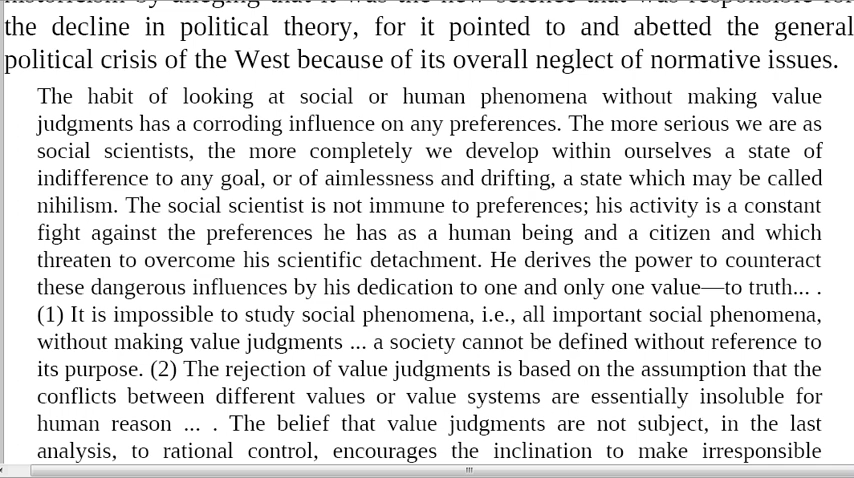 the decline in political theory, for it pointed to and abetted the general
political crisis of the West because of its overall neglect of normative issues.
The habit of looking at social or human phenomena without making value
judgments has a corroding influence on any preferences. The more serious we are as
social scientists, the more completely we develop within ourselves a state of
indifference to any goal, or of aimlessness and drifting, a state which may be called
nihilism. The social scientist is not immune to preferences; his activity is a constant
fight against the preferences he has as a human being and a citizen and which
threaten to overcome his scientific detachment. He derives the power to counteract
these dangerous influences by his dedication to one and only one value—to truth... .
(1) It is impossible to study social phenomena, i.e., all important social phenomena,
without making value judgments ... a society cannot be defined without reference to
its purpose. (2) The rejection of value judgments is based on the assumption that the
conflicts between different values or value systems are essentially insoluble for
human reason ... . The belief that value judgments are not subject, in the last
analysis, to rational control, encourages the inclination to make irresponsible